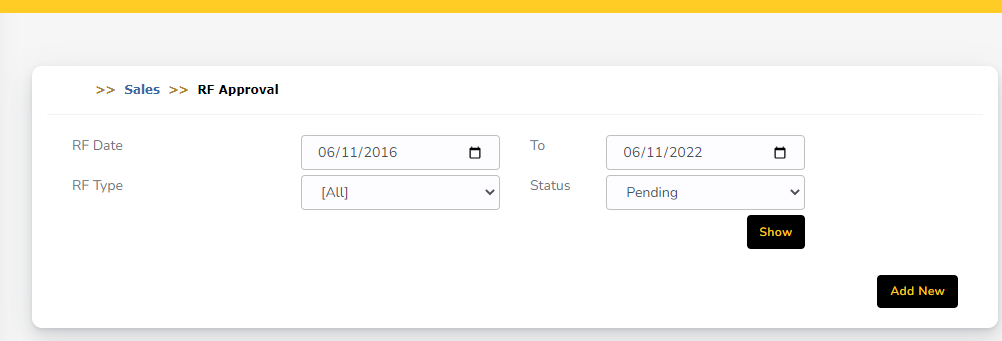 >> Sales >> RF Approval
RF Date 06/11/2016 To 06/11/2022
RF Type [All] Status Pending
Show
Add New